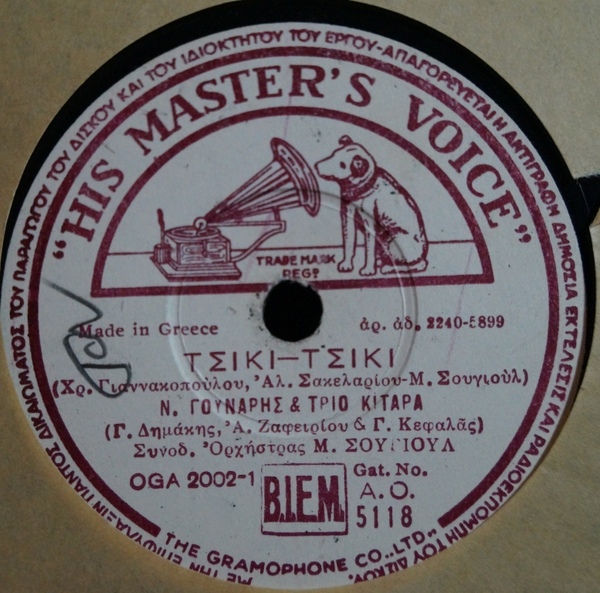 ΜΕ ΤΗΝ ΕΠΙΦΥΛΑΞΙΝ ΠΑΝΤΟΣ ΔΙΚΑΙΩΜΑΤΟΣ ΤΟΥ ΠΑΡΑΓΩΓΟΥ ΤΟΥ ΔΙΣΚΟΥ ΚΑΙ ΤΟΥ ΙΔΙΟΚΤΗΤΟΥ ΤΟΥ ΕΡΓΟΥ-ΑΠΑΓΟΡΕΥΕΤΑΙ Η ΑΝΤΙΓΡΑΦΗ ΔΗΜΟΣΙΑ ΕΚΤΕΛΕΣΙΣ ΚΑΙ ΡΑΔΙΟΕΚΠΟΜΠΗ ΤΟΥ ΔΙΣΚΟΥ.
"HIS MASTER'S VOICE"
TRADE MARK
REGD
Made in Greece
ἀρ. ἀδ. 2240-5899
ΤΣΙΚΙ-ΤΣΙΚΙ
(Χρ. Γιαννακοπούλου, Ἀλ. Σακελαρίου-Μ. Σουγιούλ)
Ν. ΓΟΥΝΑΡΗΣ & ΤΡΙΟ ΚΙΤΑΡΑ
(Γ. Δημάκης, Ἀ. Ζαφειρίου & Γ. Κεφαλᾶς)
Συνοδ. Ὀρχήστρας Μ. ΣΟΥΓΙΟΥΛ
OGA 2002-1
B.I.E.M.
Gat. No.
A.O.
5118
THE GRAMOPHONE CO., LTD.